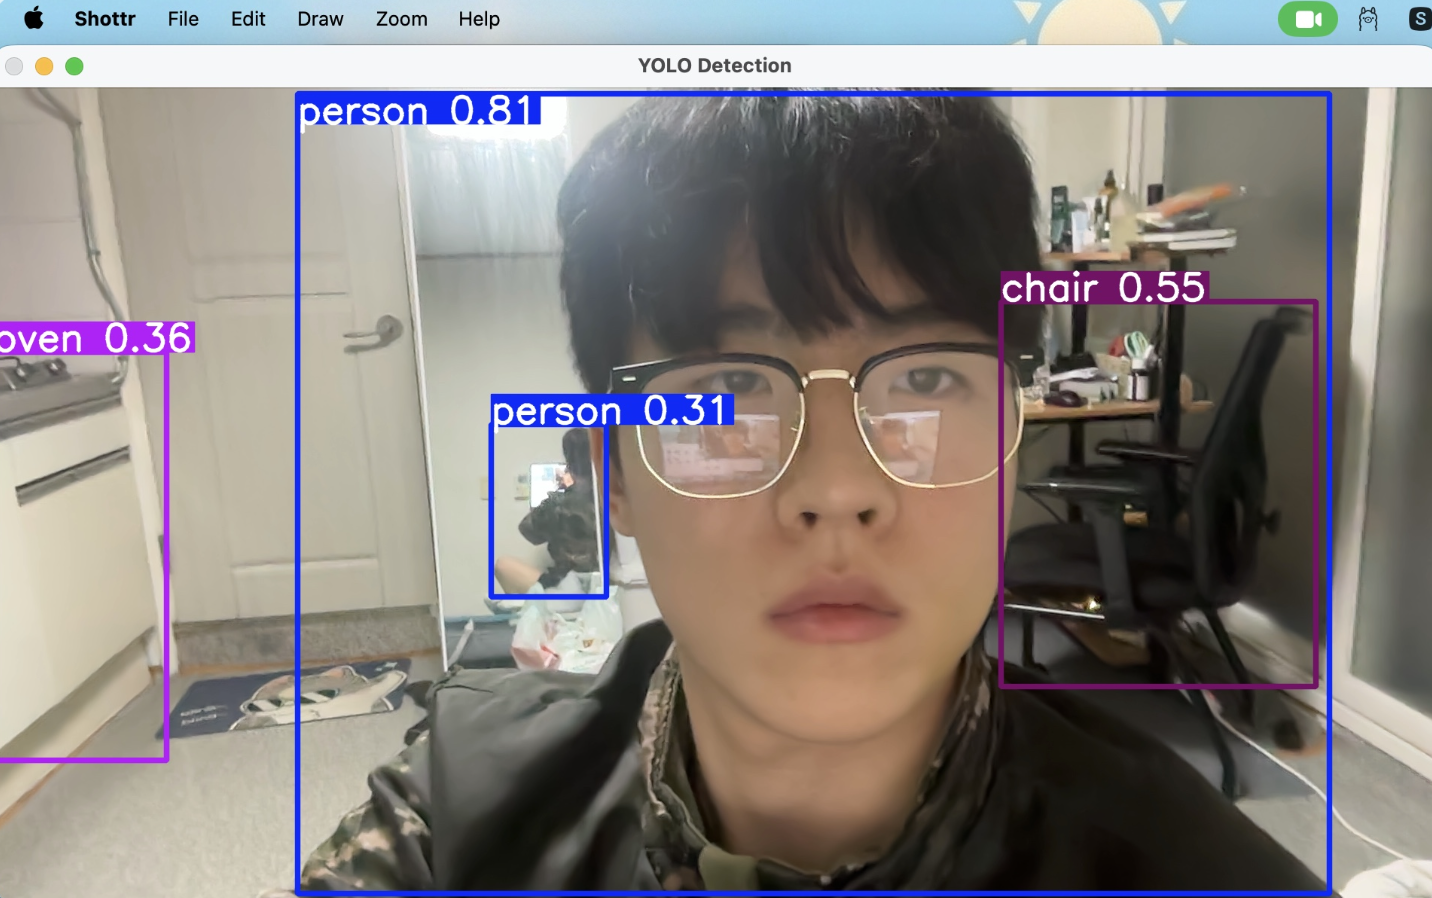 Shottr File Edit Draw Zoom Help
S
YOLO Detection
person 0.81
chair 0.55
oven 0.36
person 0.31